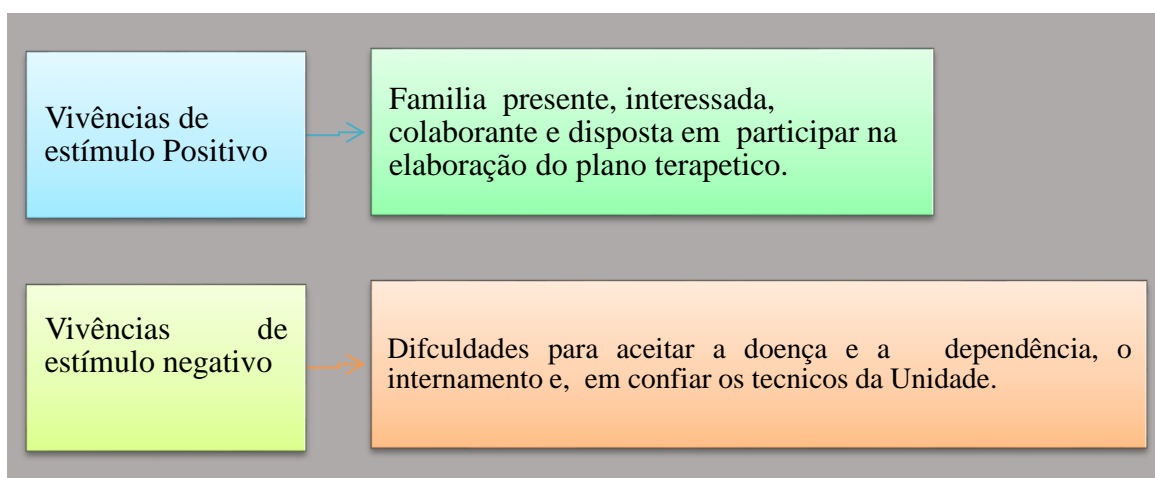 Vivências de
estímulo Positivo
Familia presente, interessada,
colaborante e disposta em participar na
elaboração do plano terapetico.
Vivências de
estímulo negativo
Difculdades para aceitar a doença e a dependência, o
internamento e, em confiar os tecnicos da Unidade.